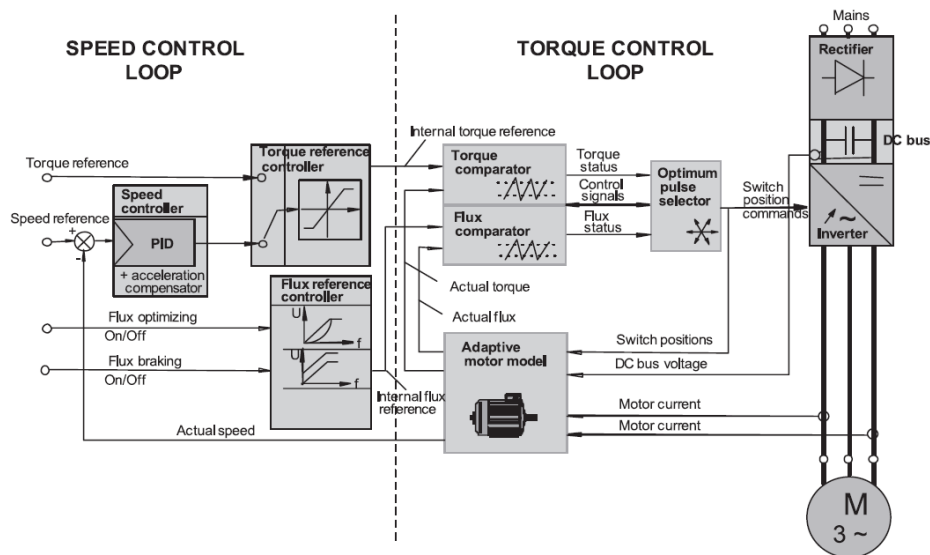 Mains
SPEED CONTROL
LOOP
TORQUE CONTROL
LOOP
Rectifier
DC bus
Internal torque reference
Torque reference
Torque reference
controller
Torque
comparator
Torque
status
Control
signals
Flux
status
Optimum
pulse
selector
Switch
position
commands
Speed
controller
Speed reference
+
-
PID
+ acceleration
compensator
Flux comparator
~
Inverter
Flux reference
controller
Actual torque
Actual flux
Flux optimizing
On/Off
U
f
Flux braking
On/Off
U
f
Internal flux
reference
Adaptive
motor model
Switch positions
DC bus voltage
Motor current
Motor current
Actual speed
M
3 ~